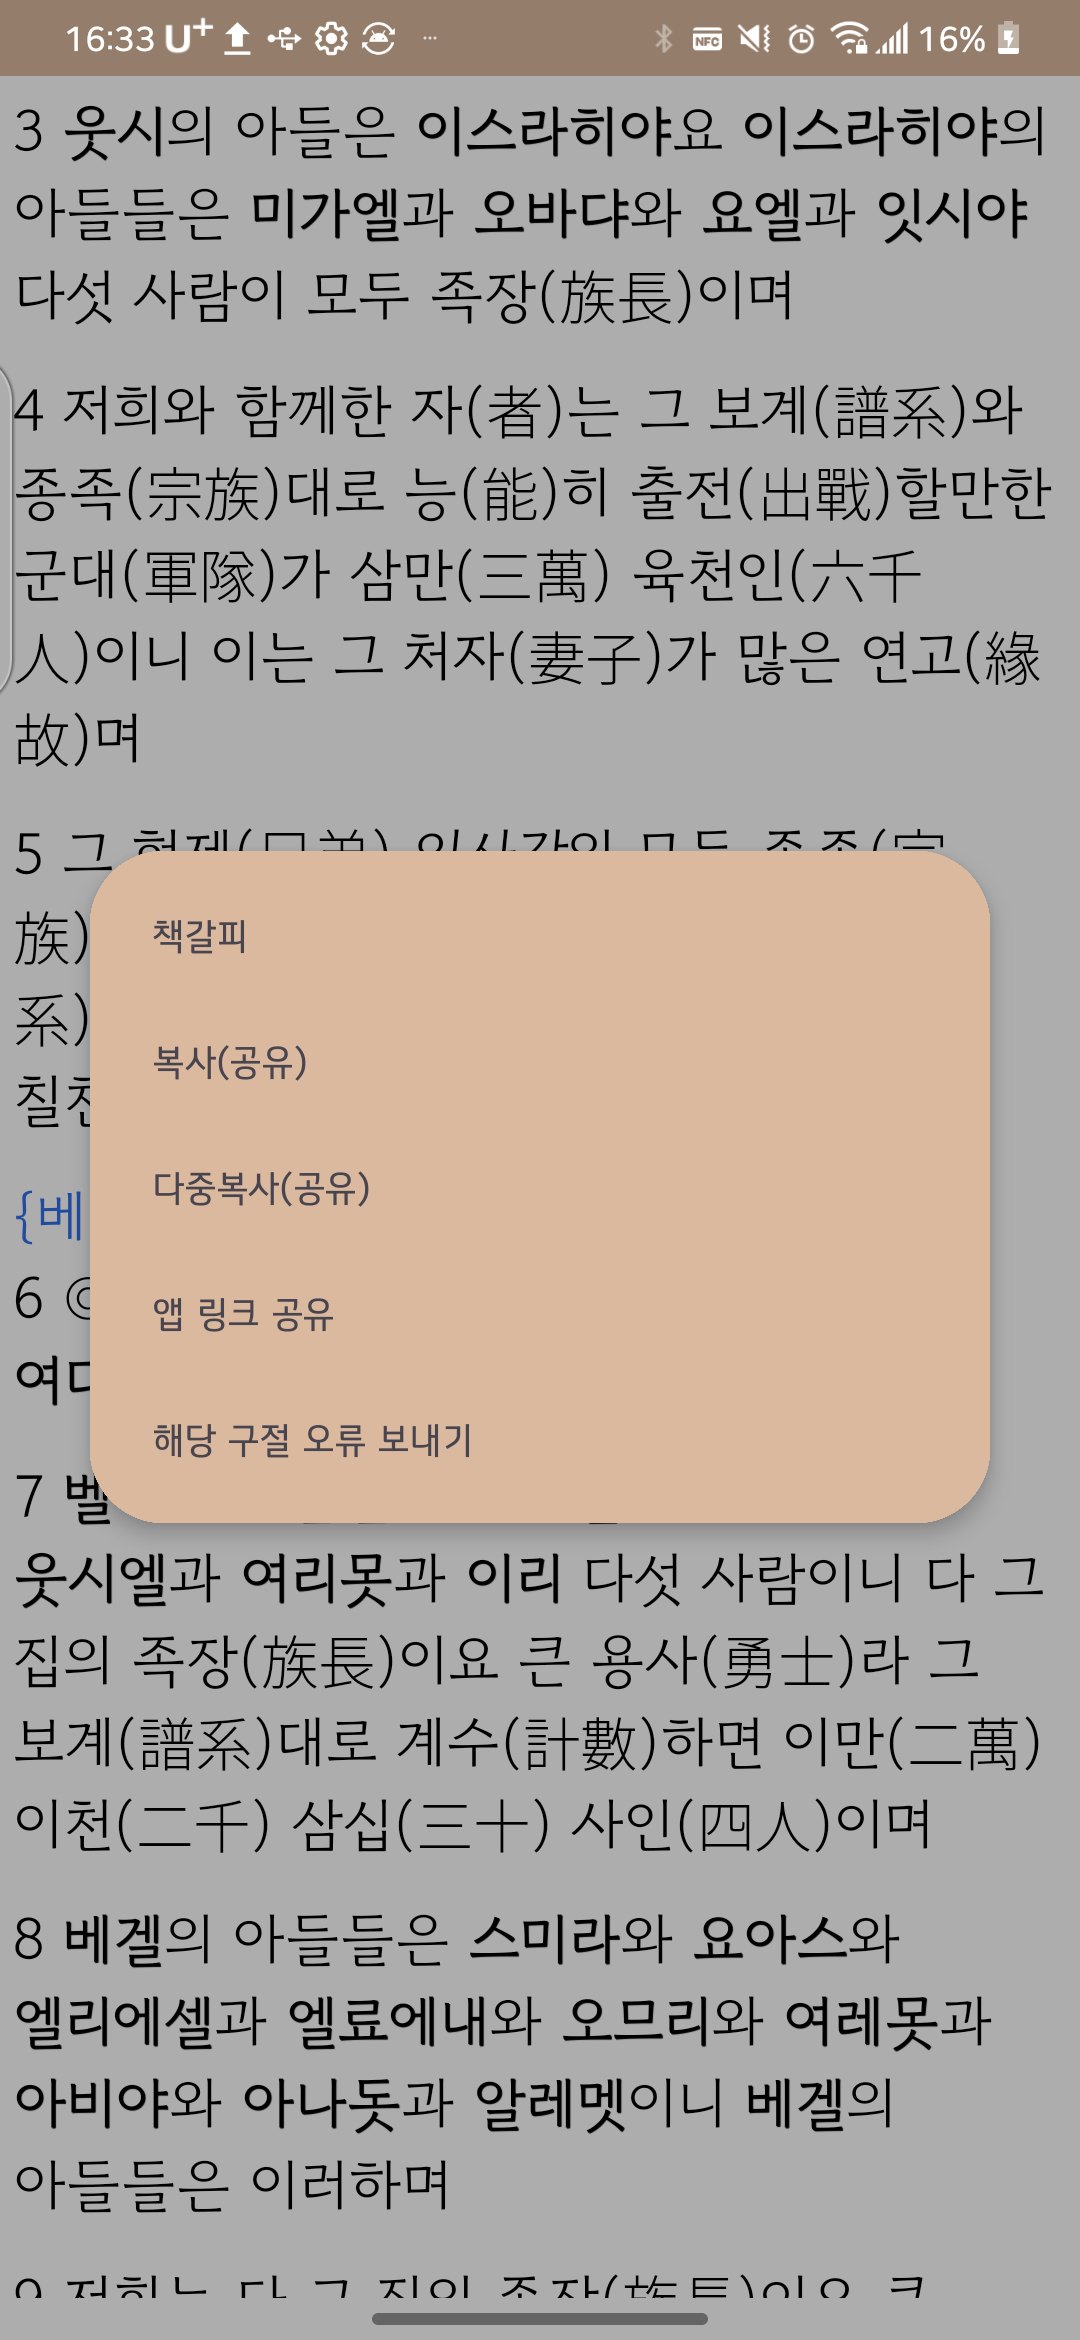 16:33 U+ ... NFC 16%
3 웃시의 아들은 이스라히야요 이스라히야의
아들들은 미가엘과 오바댜와 요엘과 잇시야
다섯 사람이 모두 족장(族長)이며
4 저희와 함께한 자(者)는 그 보계(譜系)와
종족(宗族)대로 능(能)히 출전(出戰)할만한
군대(軍隊)가 삼만(三萬) 육천인(六千
人)이니 이는 그 처자(妻子)가 많은 연고(緣
故)며
5 그
族)
系)
칠
{베
책갈피
복사(공유)
다중복사(공유)
앱 링크 공유
해당 구절 오류 보내기
6 ◎
여
7 벨
웃시엘과 여리못과 이리 다섯 사람이니 다 그
집의 족장(族長)이요 큰 용사(勇士)라 그
보계(譜系)대로 계수(計數)하면 이만(二萬)
이천(二千) 삼십(三十) 사인(四人)이며
8 베겔의 아들들은 스미라와 요아스와
엘리에셀과 엘료에내와 오므리와 여레못과
아비야와 아나돗과 알레멧이니 베겔의
아들들은 이러하며